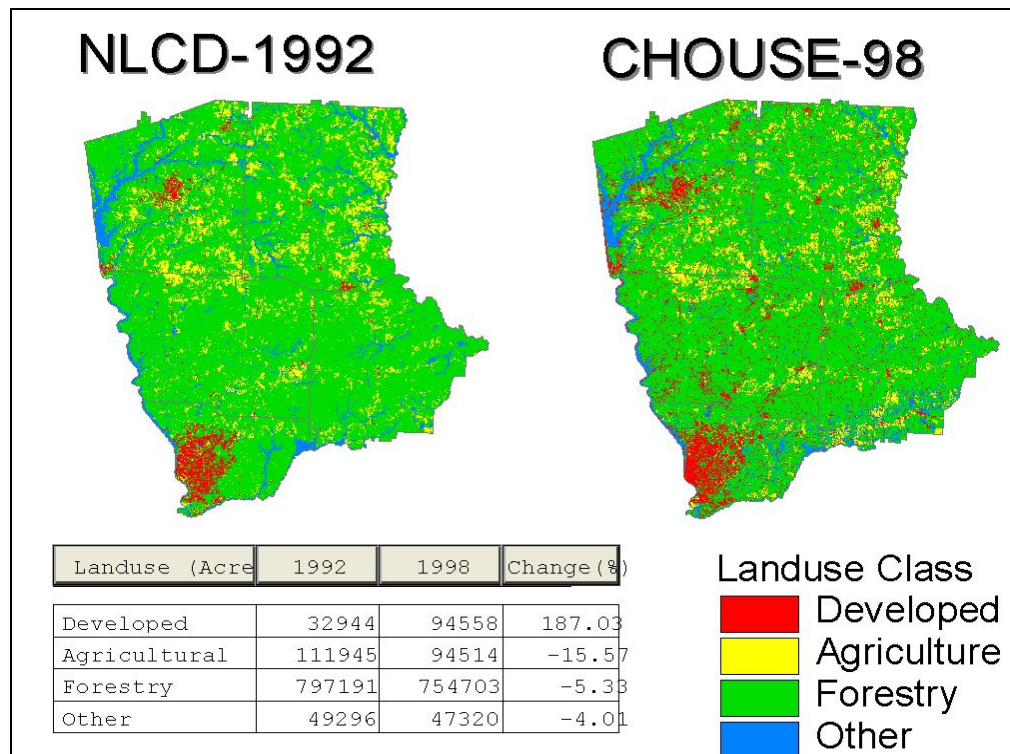 NLCD-1992 CHOUSE-98
Landuse (Acre 1992 1998 Change(%)
Developed 32944 94558 187.03
Agricultural 111945 94514 -15.57
Forestry 797191 754703 -5.33
Other 49296 47320 -4.01
Landuse Class
Developed
Agriculture
Forestry
Other